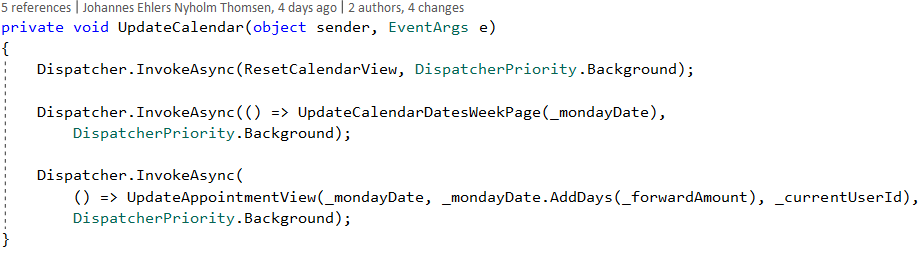 5 references | Johannes Ehlers Nyholm Thomsen, 4 days ago | 2 authors, 4 changes
private void UpdateCalendar(object sender, EventArgs e)
{
    Dispatcher.InvokeAsync(ResetCalendarView, DispatcherPriority.Background);
    Dispatcher.InvokeAsync(() => UpdateCalendarDatesWeekPage(_mondayDate),
        DispatcherPriority.Background);
    Dispatcher.InvokeAsync(
        () => UpdateAppointmentView(_mondayDate, _mondayDate.AddDays(_forwardAmount), _currentUserId),
        DispatcherPriority.Background);
}